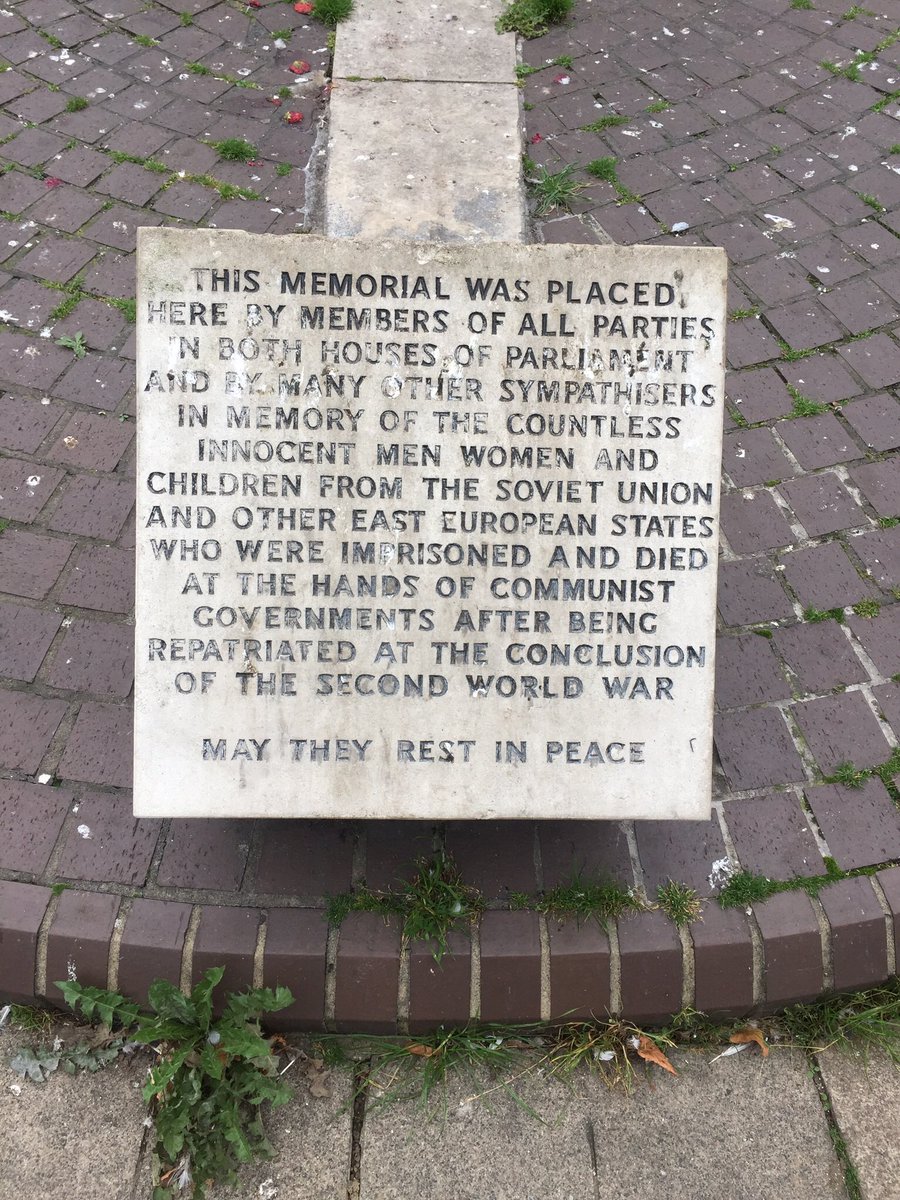 THIS MEMORIAL WAS PLACED
HERE BY MEMBERS OF ALL PARTIES
IN BOTH HOUSES OF PARLIAMENT
AND BY MANY OTHER SYMPATHISERS
IN MEMORY OF THE COUNTLESS
INNOCENT MEN WOMEN AND
CHILDREN FROM THE SOVIET UNION
AND OTHER EAST EUROPEAN STATES
WHO WERE IMPRISONED AND DIED
AT THE HANDS OF COMMUNIST
GOVERNMENTS AFTER BEING
REPATRIATED AT THE CONCLUSION
OF THE SECOND WORLD WAR
MAY THEY REST IN PEACE